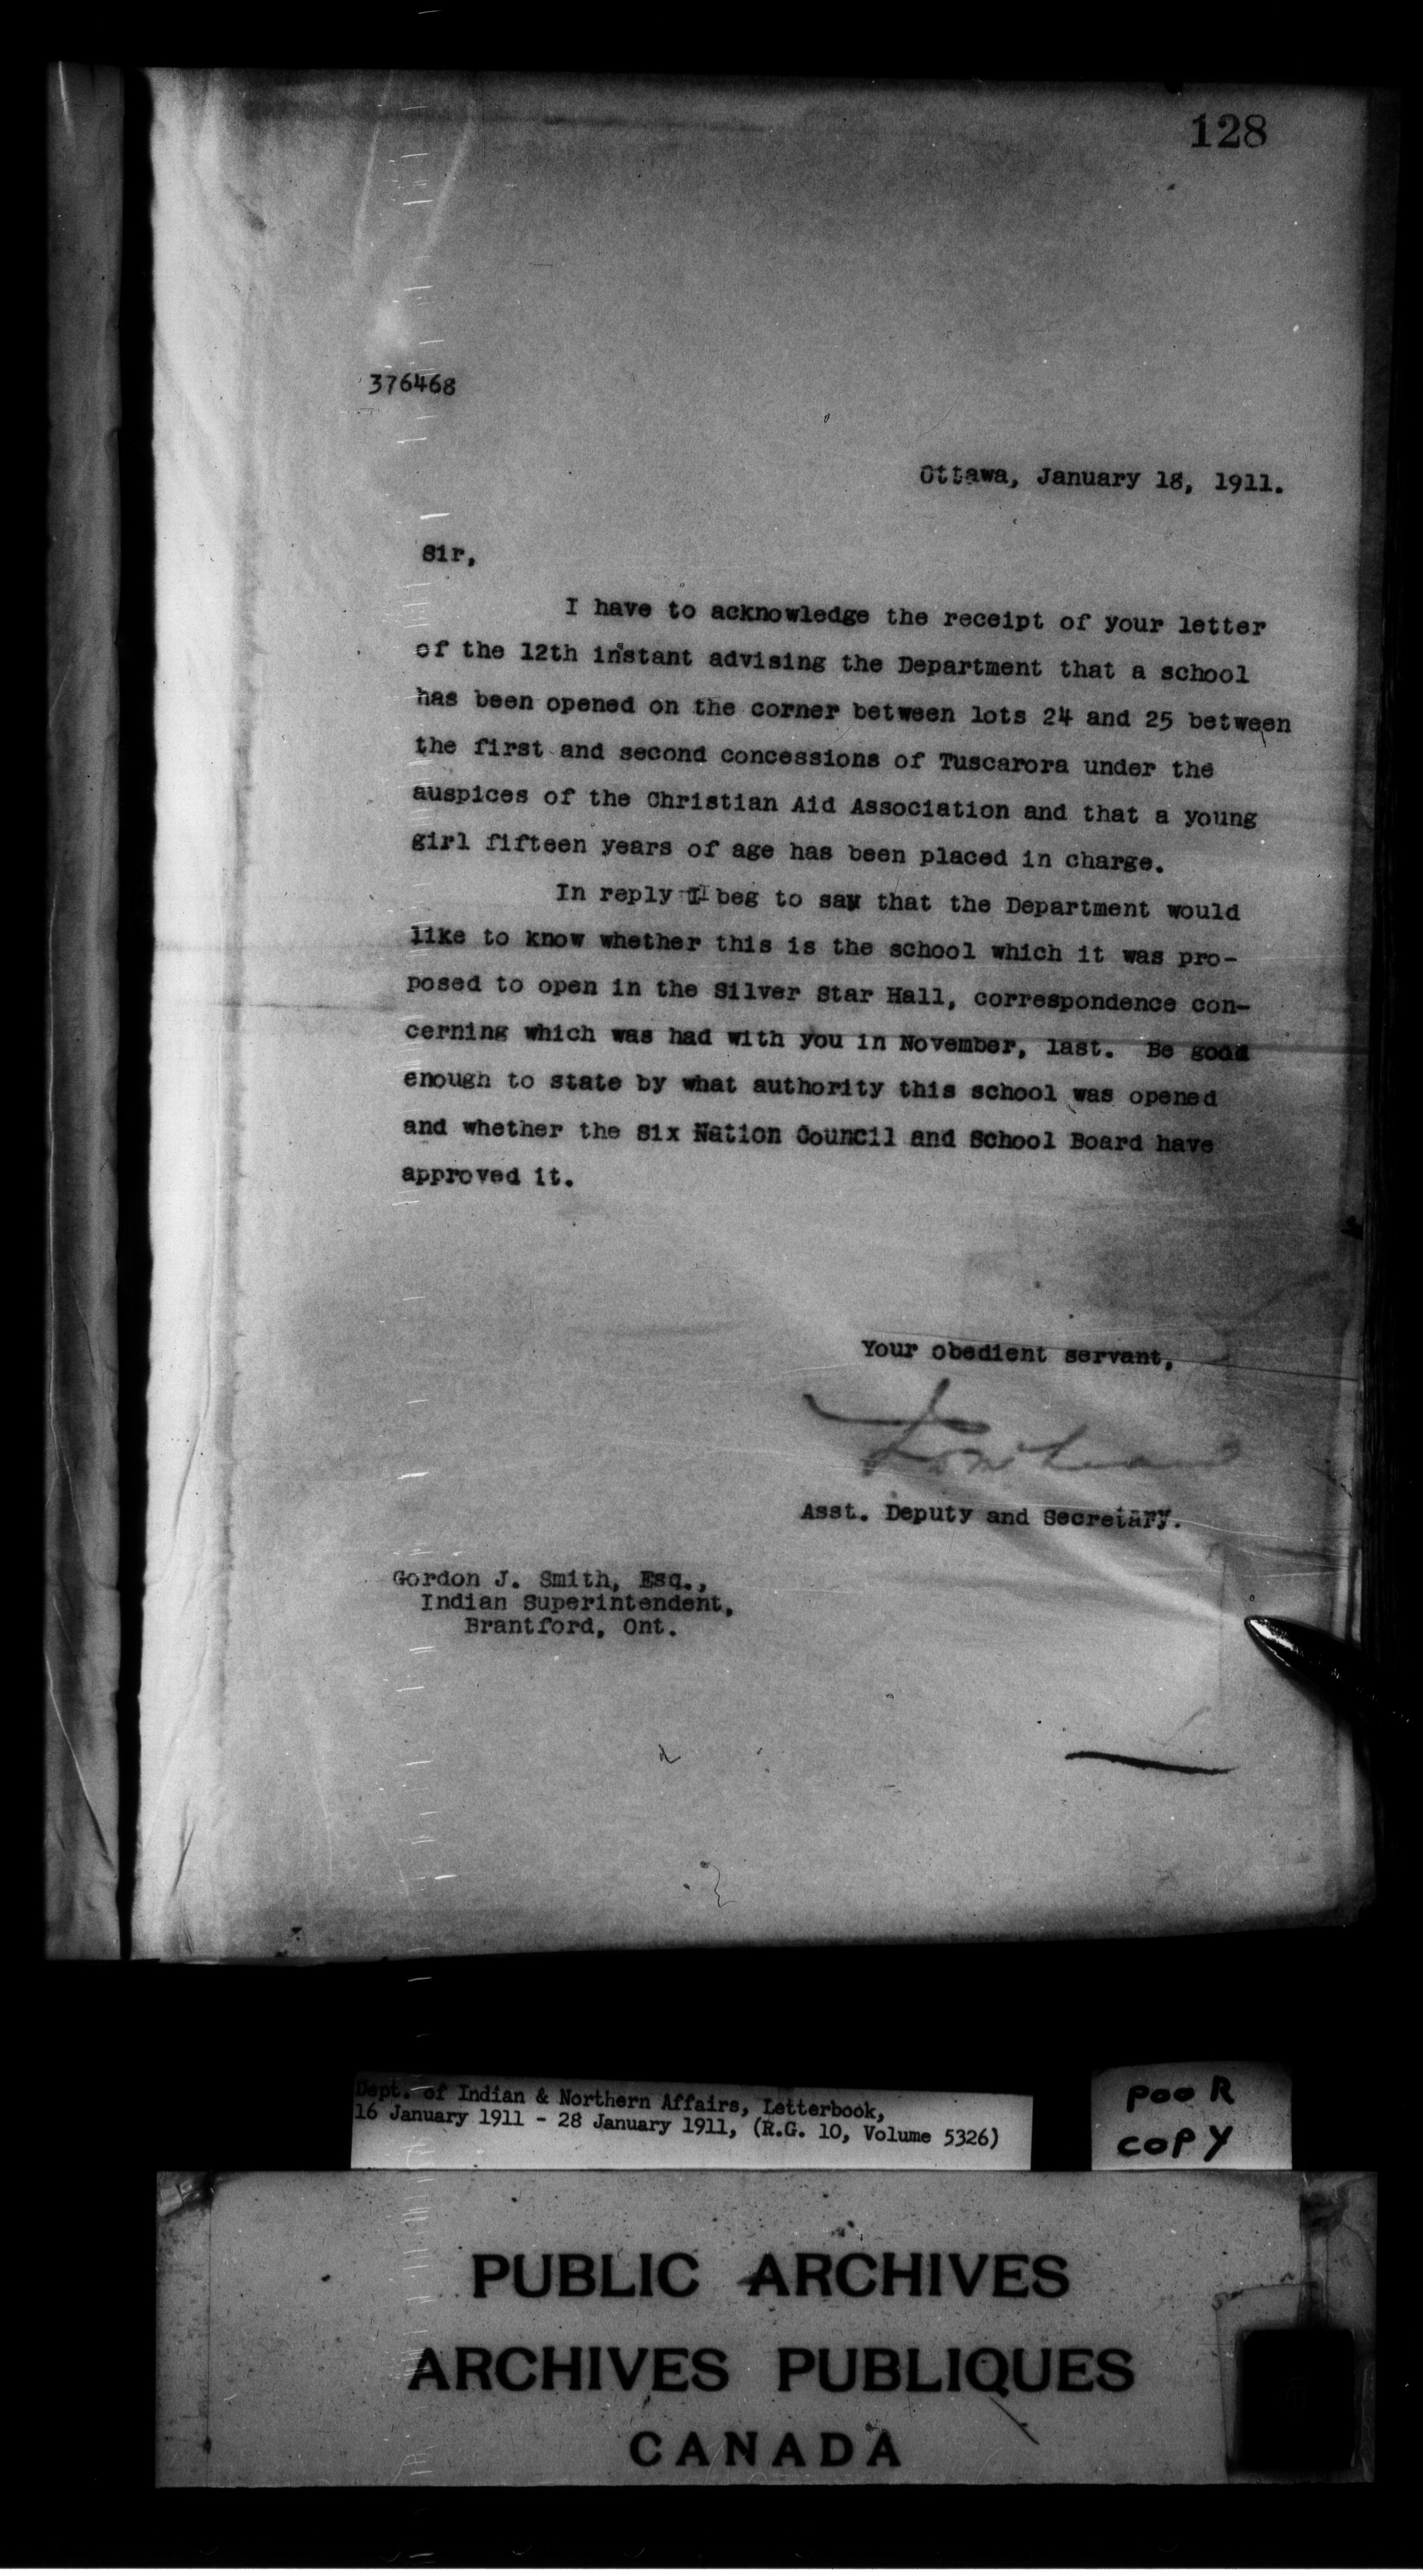 128
376468
Ottawa, January 18, 1911.
Sir,
I have to acknowledge the receipt of your letter
of the 12th instant advising the Department that a school
has been opened on the corner between lots 24 and 25 between
the first and second concessions of Tuscarora under the
auspices of the Christian Aid Association and that a young
girl fifteen years of age has been placed in charge.
In reply I beg to say that the Department would
like to know whether this is the school which it was pro-
posed to open in the Silver Star Hall, correspondence con-
cerning which was had with you in November, last. Be good
enough to state by what authority this school was opened
and whether the Six Nation Council and School Board have
approved it.
Your obedient servant,
Asst. Deputy and Secretary.
Gordon J. Smith, Esq.,
Indian Superintendent,
Brantford, Ont.
Dept. of Indian & Northern Affairs, Letterbook,
16 January 1911 - 28 January 1911, (R.G. 10, Volume 5326)
POOR
COPY
PUBLIC ARCHIVES
ARCHIVES PUBLIQUES
CANADA